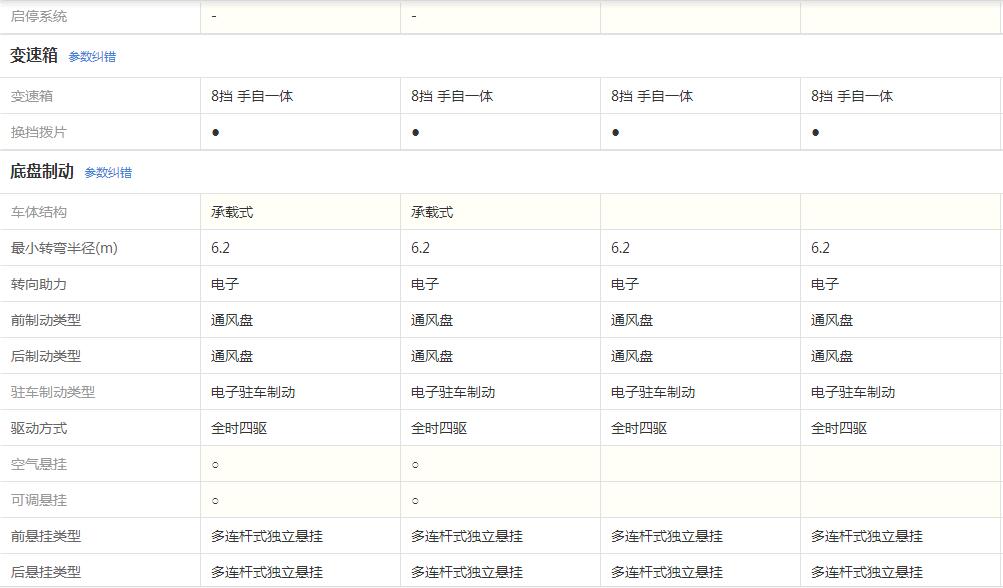 启停系统 - -
变速箱 参数纠错
变速箱 8挡 手自一体 8挡 手自一体 8挡 手自一体 8挡 手自一体
换挡拨片 ● ● ● ●
底盘制动 参数纠错
车体结构 承载式 承载式
最小转弯半径(m) 6.2 6.2 6.2 6.2
转向助力 电子 电子 电子 电子
前制动类型 通风盘 通风盘 通风盘 通风盘
后制动类型 通风盘 通风盘 通风盘 通风盘
驻车制动类型 电子驻车制动 电子驻车制动 电子驻车制动 电子驻车制动
驱动方式 全时四驱 全时四驱 全时四驱 全时四驱
空气悬挂 ○ ○
可调悬挂 ○ ○
前悬挂类型 多连杆式独立悬挂 多连杆式独立悬挂 多连杆式独立悬挂 多连杆式独立悬挂
后悬挂类型 多连杆式独立悬挂 多连杆式独立悬挂 多连杆式独立悬挂 多连杆式独立悬挂